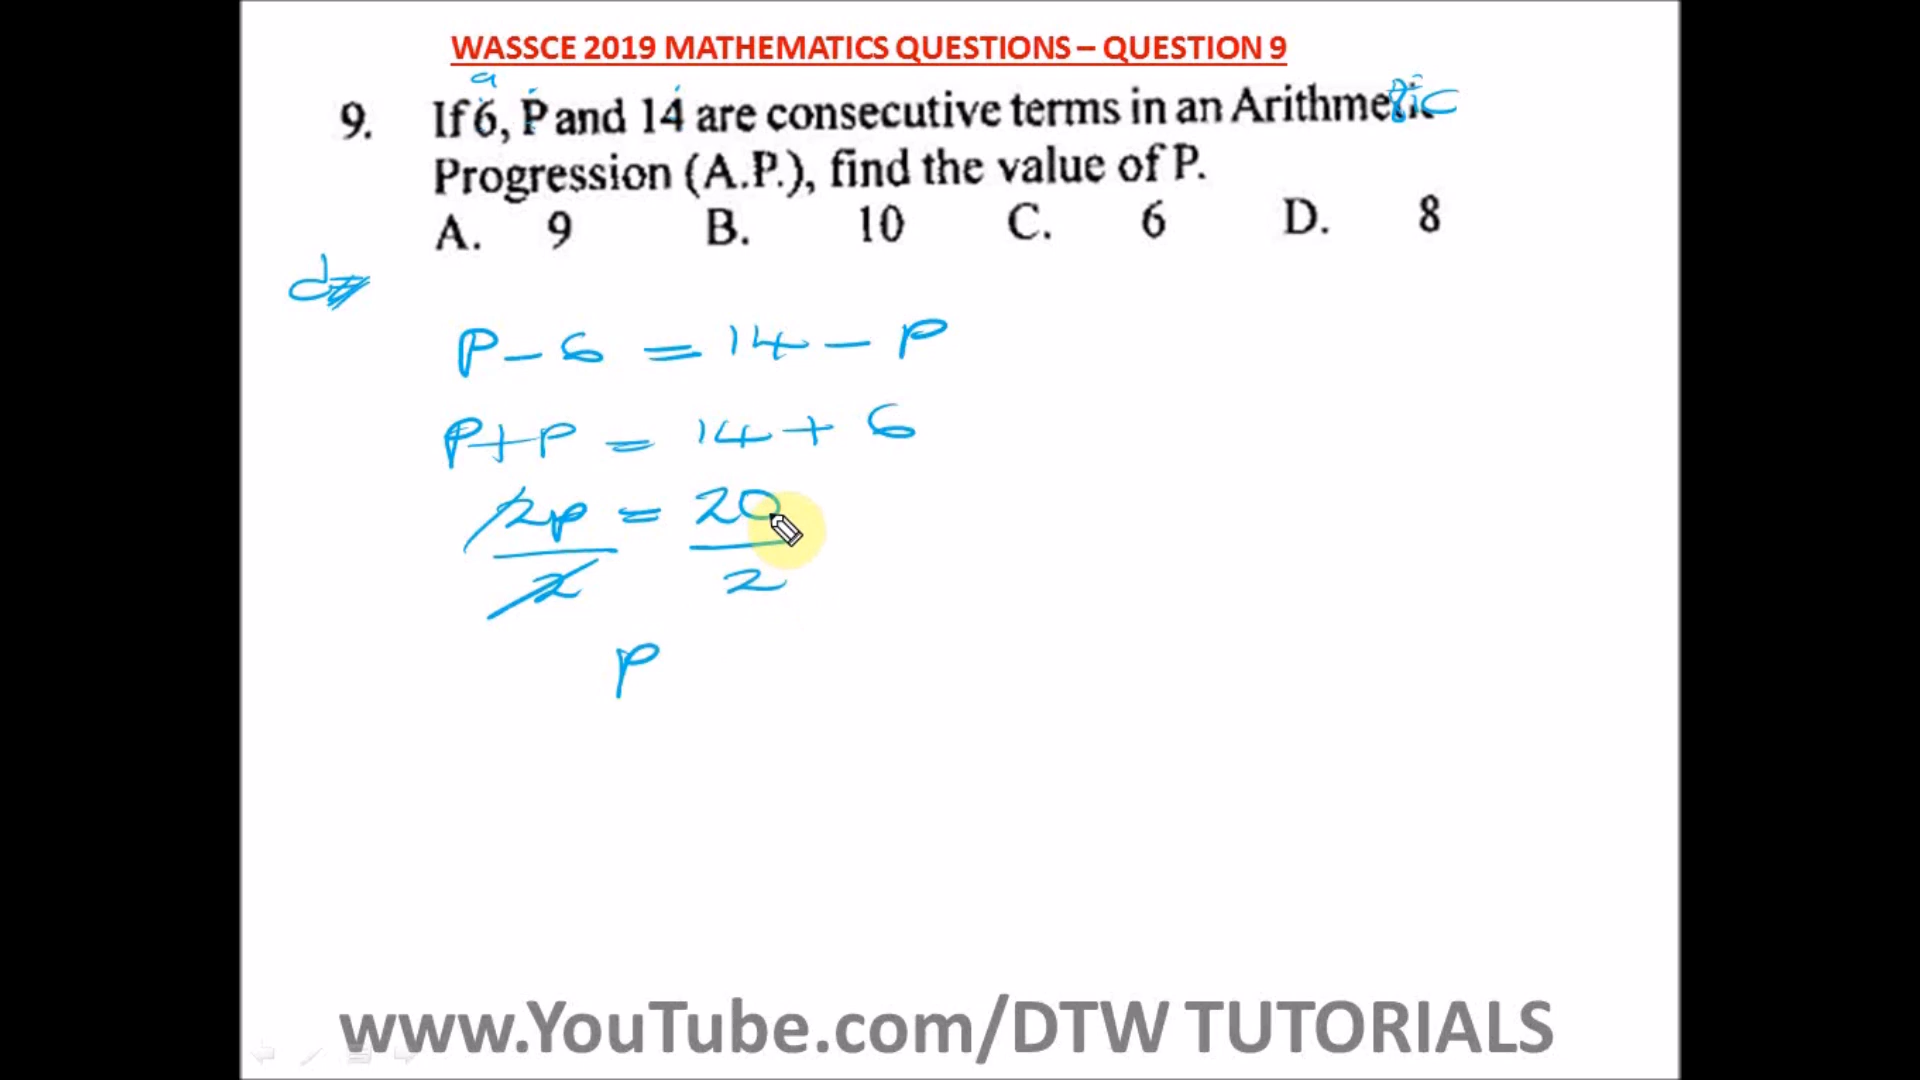 WASSCE 2019 MATHEMATICS QUESTIONS – QUESTION 9
a
9. If 6, P and 14 are consecutive terms in an Arithmetic
Progression (A.P.), find the value of P.
A. 9 B. 10 C. 6 D. 8
d
P - 6 = 14 - P
P + P = 14 + 6
2P = 20
2 2
P
www.YouTube.com/DTW TUTORIALS